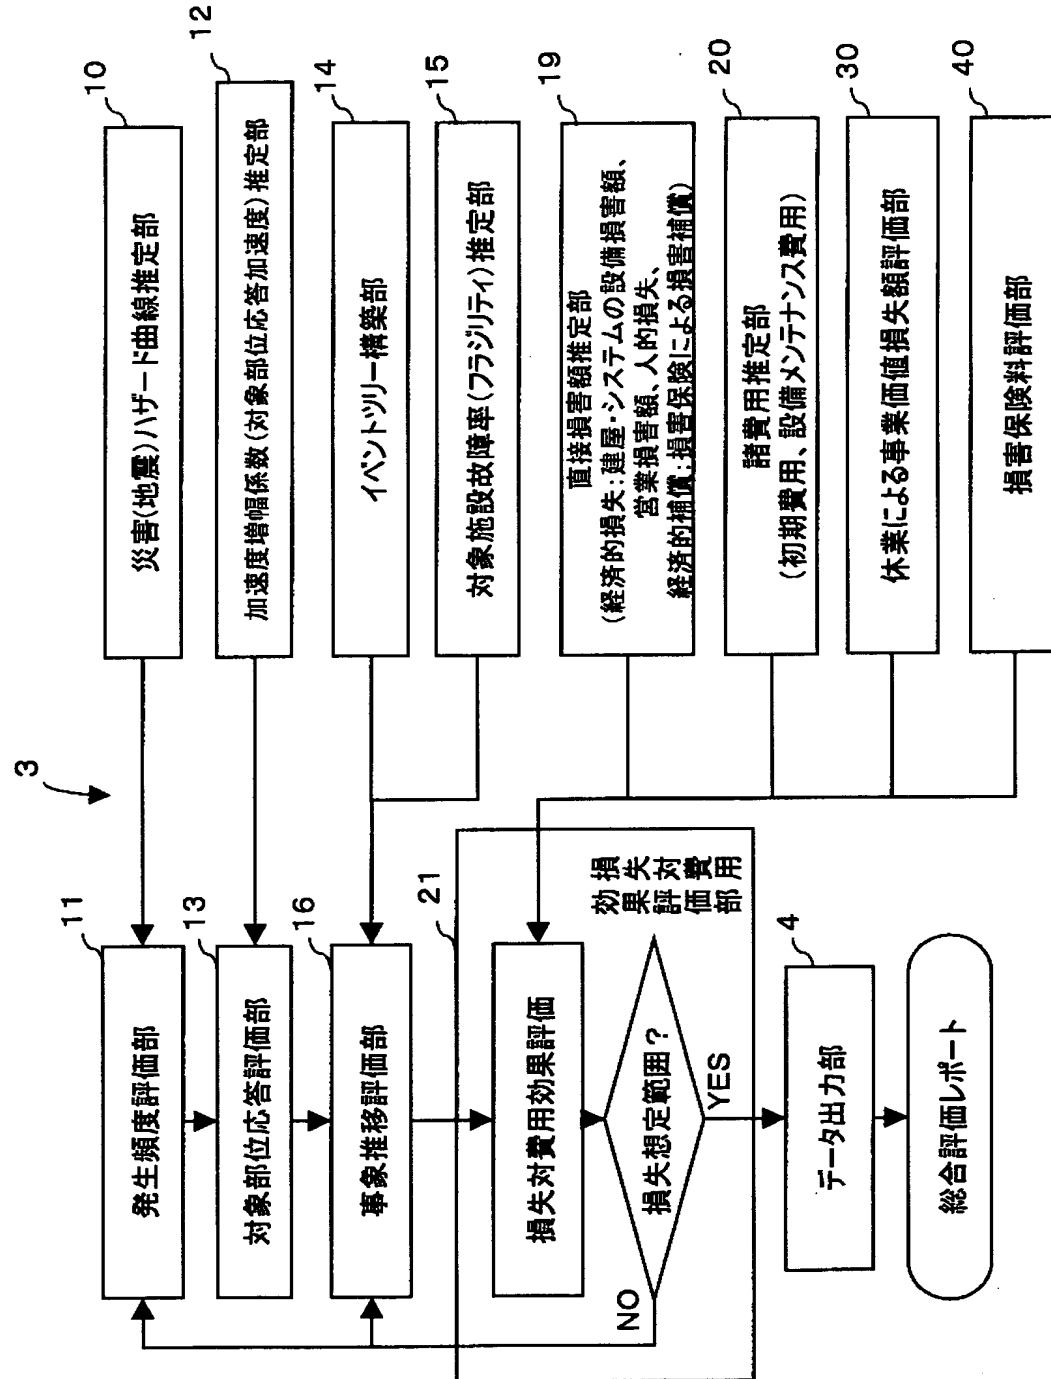 3
10
災害(地震)ハザード曲線推定部
12
加速度増幅係数(対象部位応答加速度)推定部
14
イベントツリー構築部
15
対象施設故障率(フラジリティ)推定部
19
直接損害額推定部
(経済的損失:建屋・システムの設備損害額、
営業損害額、人的損失、
経済的補償:損害保険による損害補償)
20
諸費用推定部
(初期費用、設備メンテナンス費用)
30
休業による事業価値損失額評価部
40
損害保険料評価部
11
発生頻度評価部
13
対象部位応答評価部
16
事象推移評価部
21
損失対費用
効果評価部
損失対費用効果評価
損失想定範囲?
NO
YES
4
データ出力部
総合評価レポート